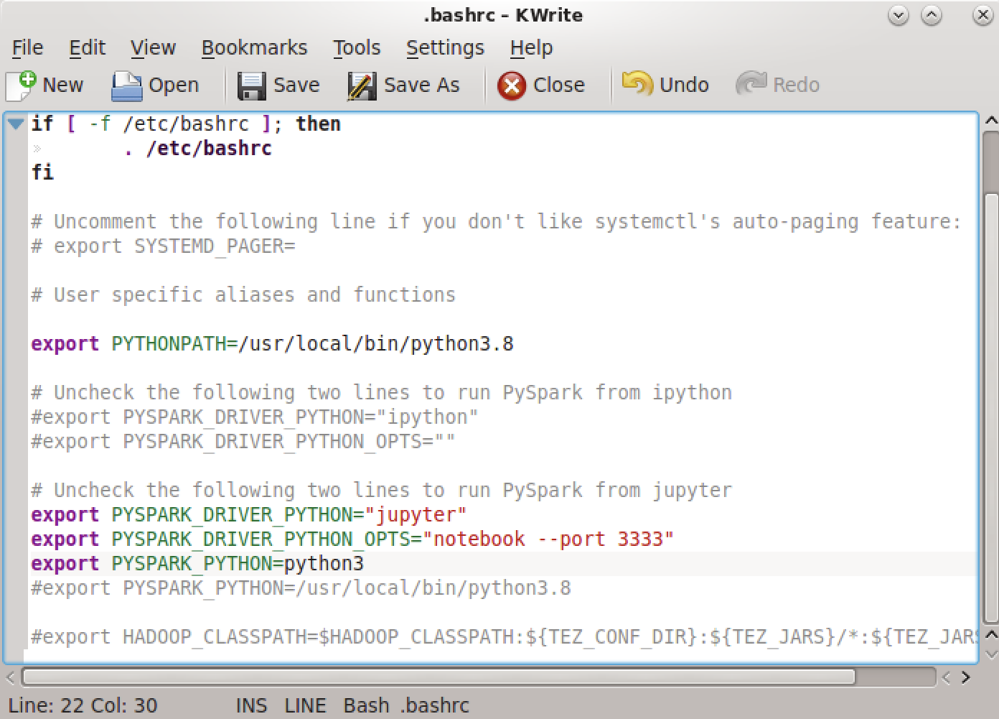 .bashrc – KWrite
File Edit View Bookmarks Tools Settings Help
New Open Save Save As Close Undo Redo
if [ -f /etc/bashrc ]; then
» . /etc/bashrc
fi
# Uncomment the following line if you don't like systemctl's auto-paging feature:
# export SYSTEMD_PAGER=
# User specific aliases and functions
export PYTHONPATH=/usr/local/bin/python3.8
# Uncheck the following two lines to run PySpark from ipython
#export PYSPARK_DRIVER_PYTHON="ipython"
#export PYSPARK_DRIVER_PYTHON_OPTS=""
# Uncheck the following two lines to run PySpark from jupyter
export PYSPARK_DRIVER_PYTHON="jupyter"
export PYSPARK_DRIVER_PYTHON_OPTS="notebook --port 3333"
export PYSPARK_PYTHON=python3
#export PYSPARK_PYTHON=/usr/local/bin/python3.8
#export HADOOP_CLASSPATH=$HADOOP_CLASSPATH:${TEZ_CONF_DIR}:${TEZ_JARS}/*:${TEZ_JARS
Line: 22 Col: 30 INS LINE Bash .bashrc